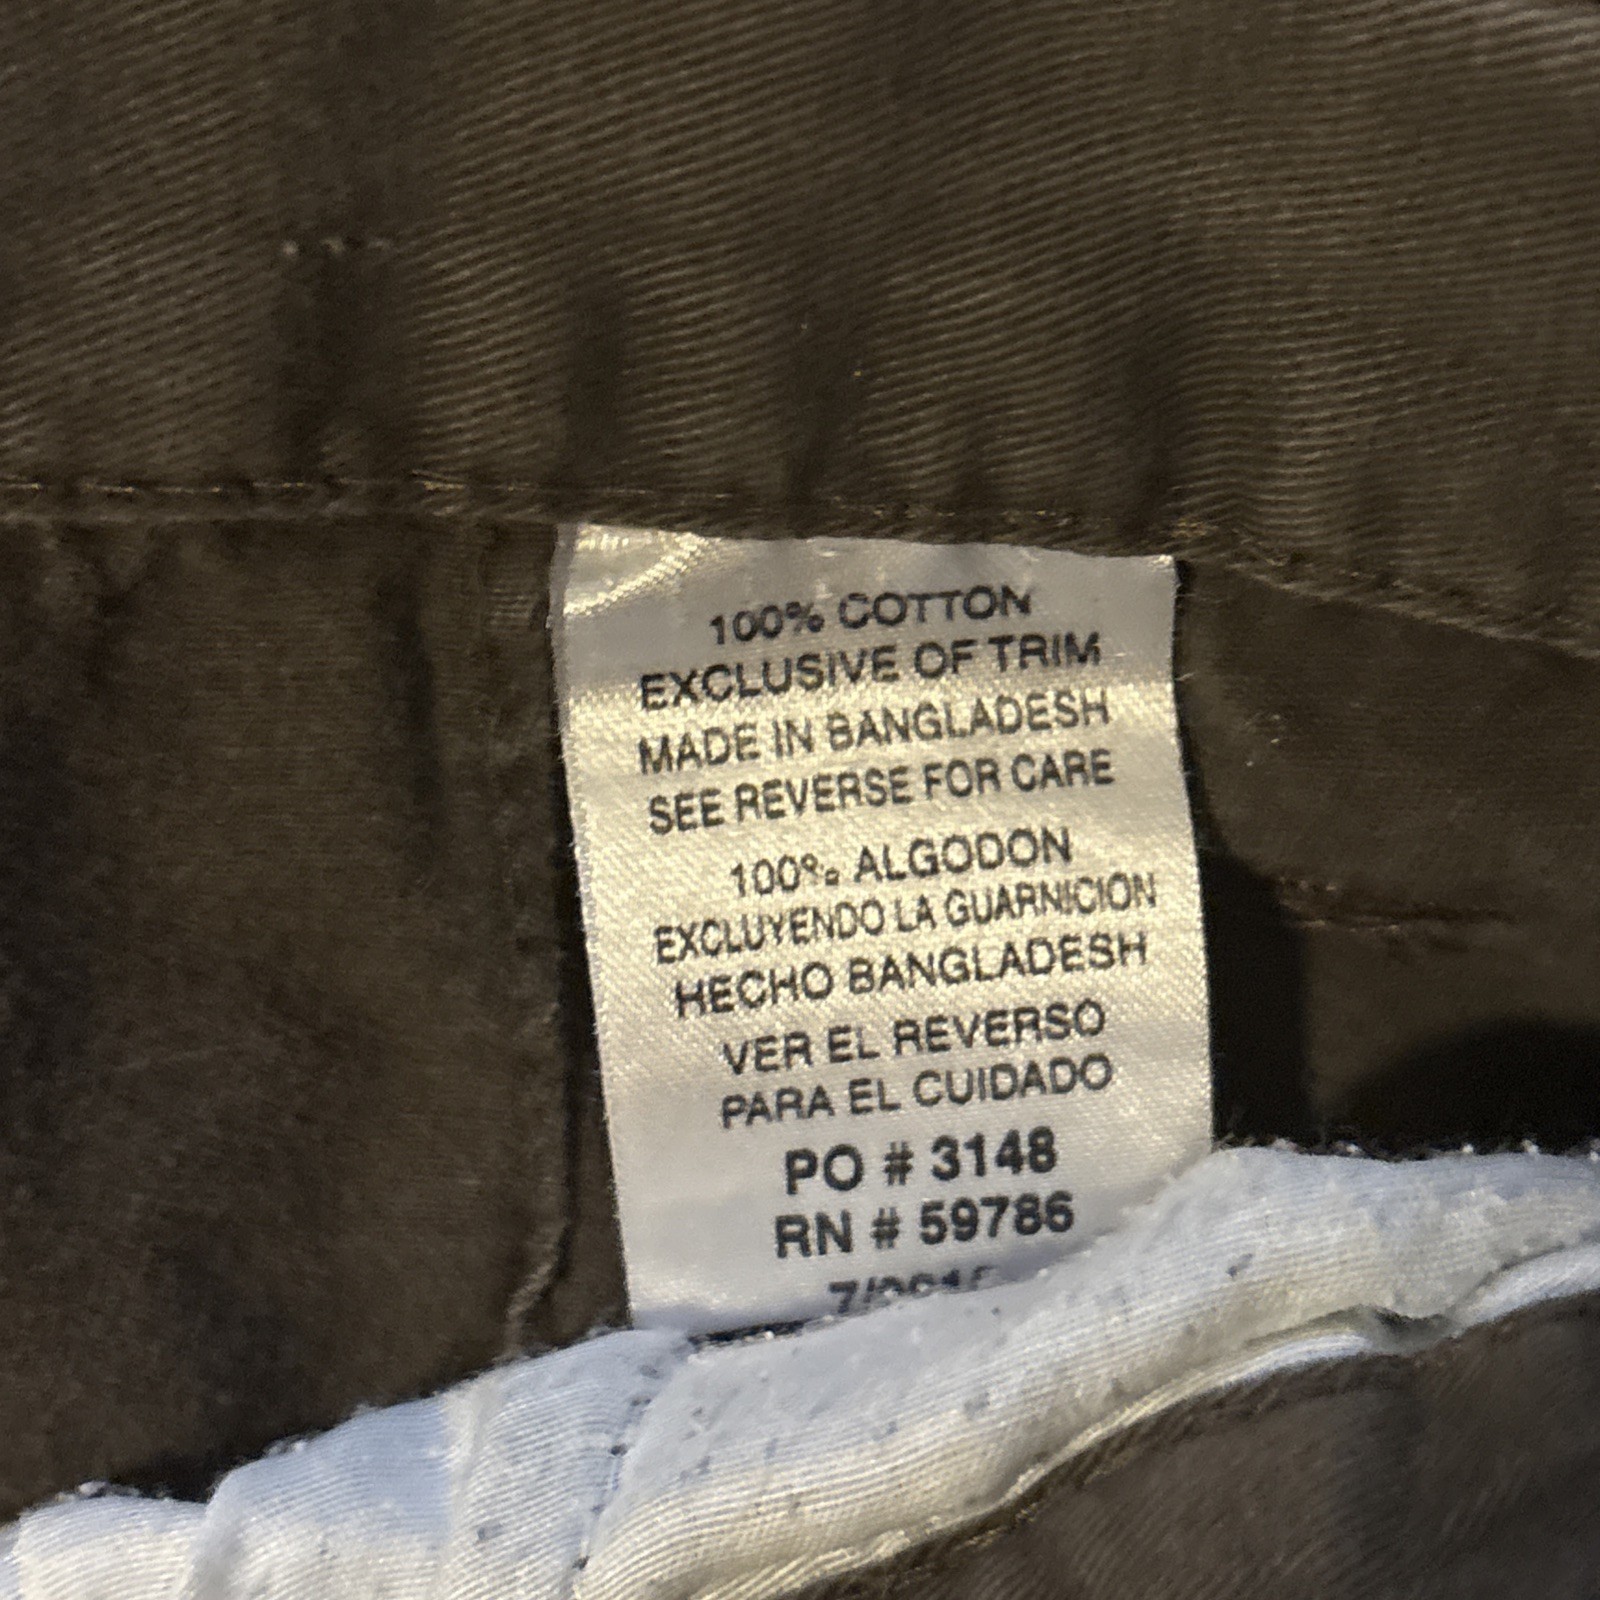 100% COTTON
EXCLUSIVE OF TRIM
MADE IN BANGLADESH
SEE REVERSE FOR CARE
100% ALGODON
EXCLUYENDO LA GUARNICION
HECHO BANGLADESH
VER EL REVERSO
PARA EL CUIDADO
PO # 3148
RN # 59786